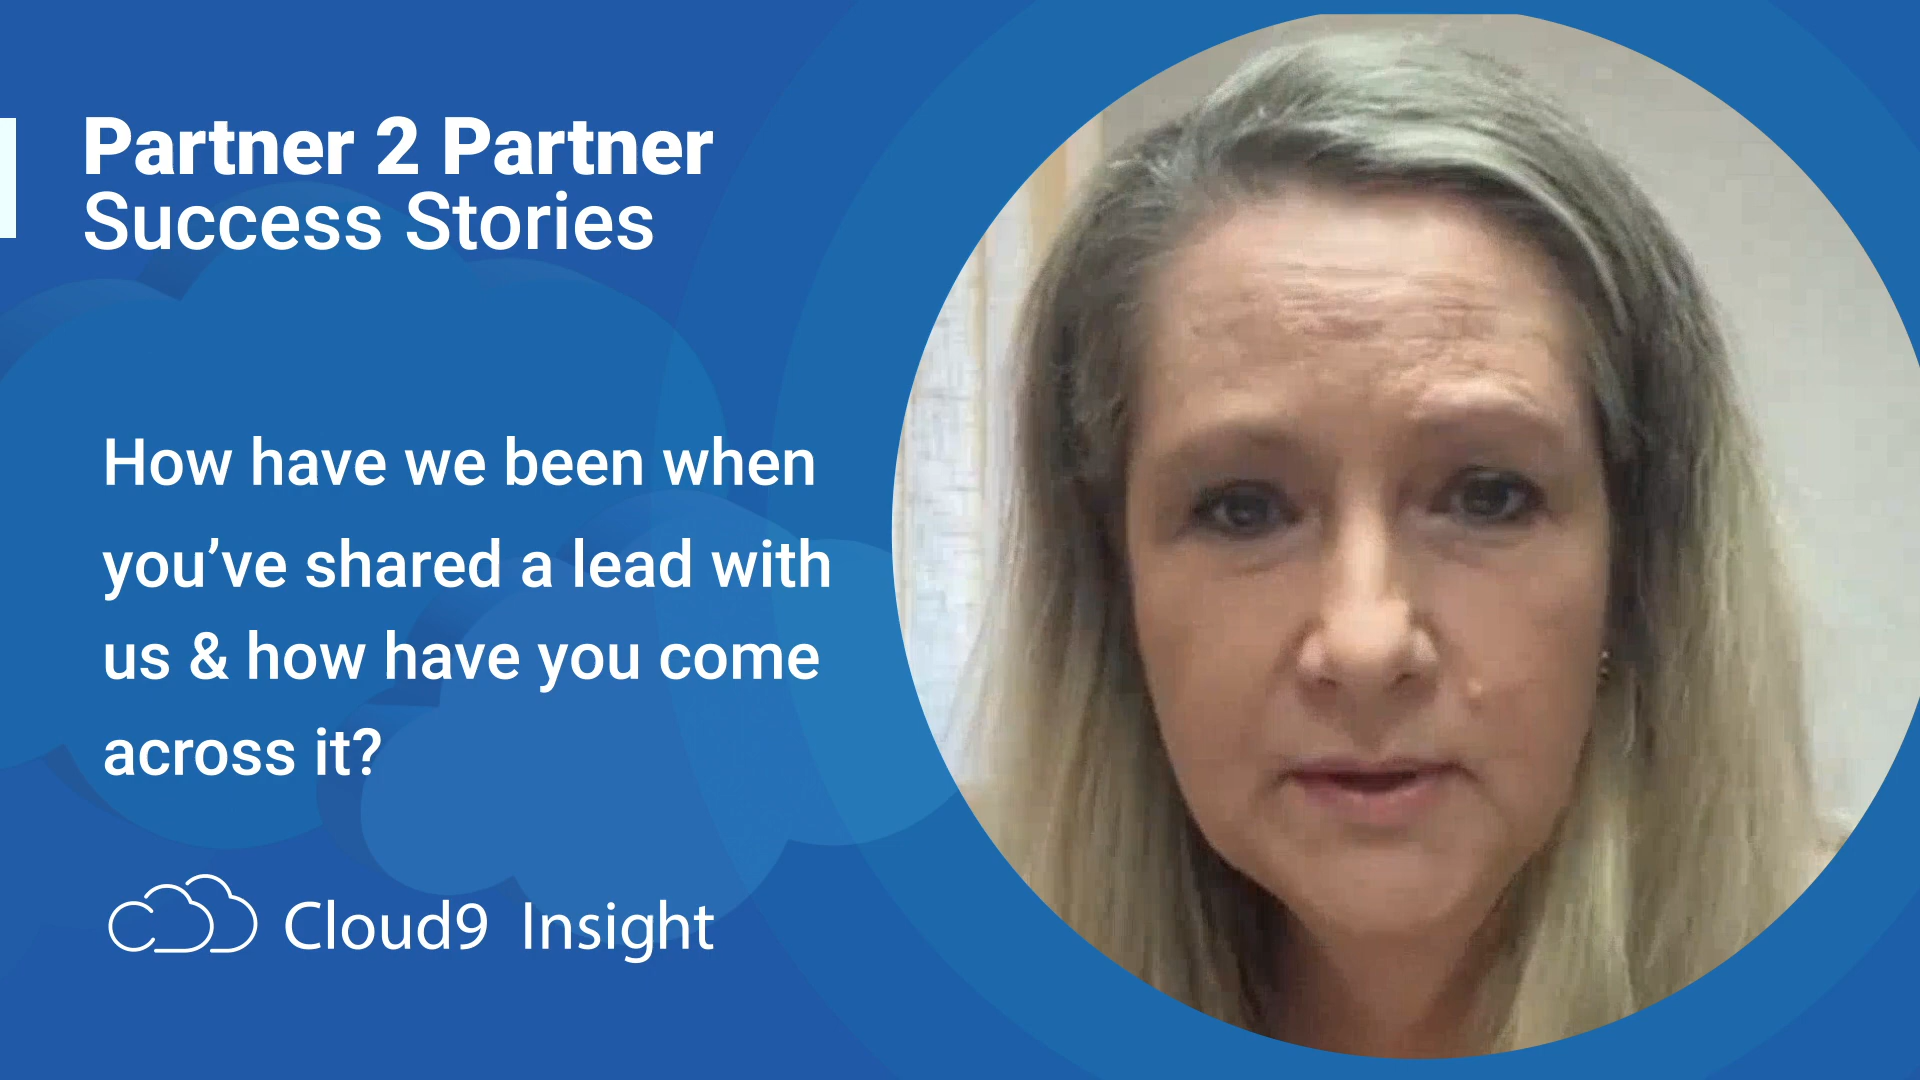 Partner 2 Partner
Success Stories
How have we been when
you’ve shared a lead with
us & how have you come
across it?
Cloud9 Insight